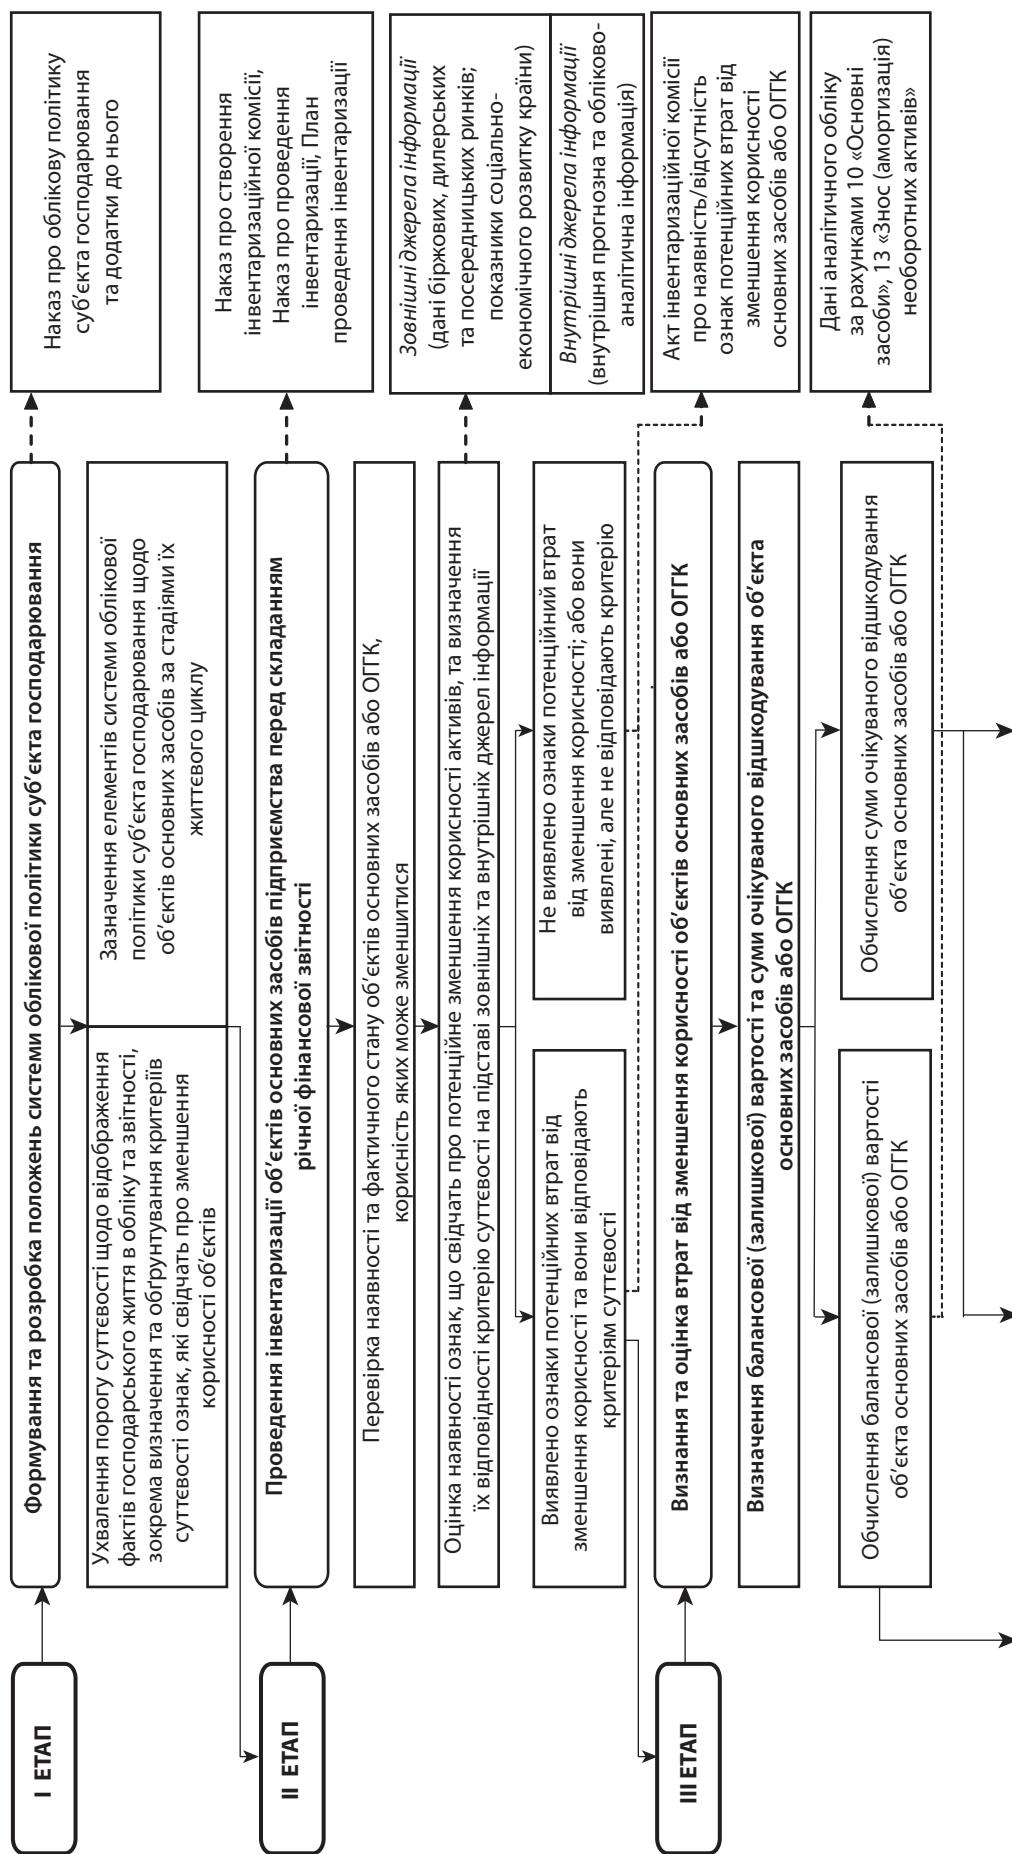 I ЕТАП
Формування та розробка положень системи облікової політики суб’єкта господарювання
Наказ про облікову політику
суб’єкта господарювання
та додатки до нього
Ухвалення порогу суттєвості щодо відображення
фактів господарського життя в обліку та звітності,
зокрема визначення та обґрунтування критеріїв
суттєвості ознак, які свідчать про зменшення
корисності об’єктів
Зазначення елементів системи облікової
політики суб’єкта господарювання щодо
об’єктів основних засобів за стадіями їх
життєвого циклу
II ЕТАП
Проведення інвентаризації об’єктів основних засобів підприємства перед складанням
річної фінансової звітності
Наказ про створення
інвентаризаційної комісії,
Наказ про проведення
інвентаризації, План
проведення інвентаризації
Перевірка наявності та фактичного стану об’єктів основних засобів або ОГГК,
корисність яких може зменшитися
Оцінка наявності ознак, що свідчать про потенційне зменшення корисності активів, та визначення
їх відповідності критерію суттєвості на підставі зовнішніх та внутрішніх джерел інформації
Зовнішні джерела інформації
(дані біржових, дилерських
та посередницьких ринків;
показники соціально-
економічного розвитку країни)
Внутрішні джерела інформації
(внутрішня прогнозна та обліково-
аналітична інформація)
Виявлено ознаки потенційних втрат від
зменшення корисності та вони відповідають
критеріям суттєвості
Не виявлено ознаки потенційний втрат
від зменшення корисності; або вони
виявлені, але не відповідають критерію
Акт інвентаризаційної комісії
про наявність/відсутність
ознак потенційних втрат від
зменшення корисності
основних засобів або ОГГК
III ЕТАП
Визнання та оцінка втрат від зменшення корисності об’єктів основних засобів або ОГГК
Визначення балансової (залишкової) вартості та суми очікуваного відшкодування об’єкта
основних засобів або ОГГК
Обчислення балансової (залишкової) вартості
об’єкта основних засобів або ОГГК
Обчислення суми очікуваного відшкодування
об’єкта основних засобів або ОГГК
Дані аналітичного обліку
за рахунками 10 «Основні
засоби», 13 «Знос (амортизація)
необоротних активів»